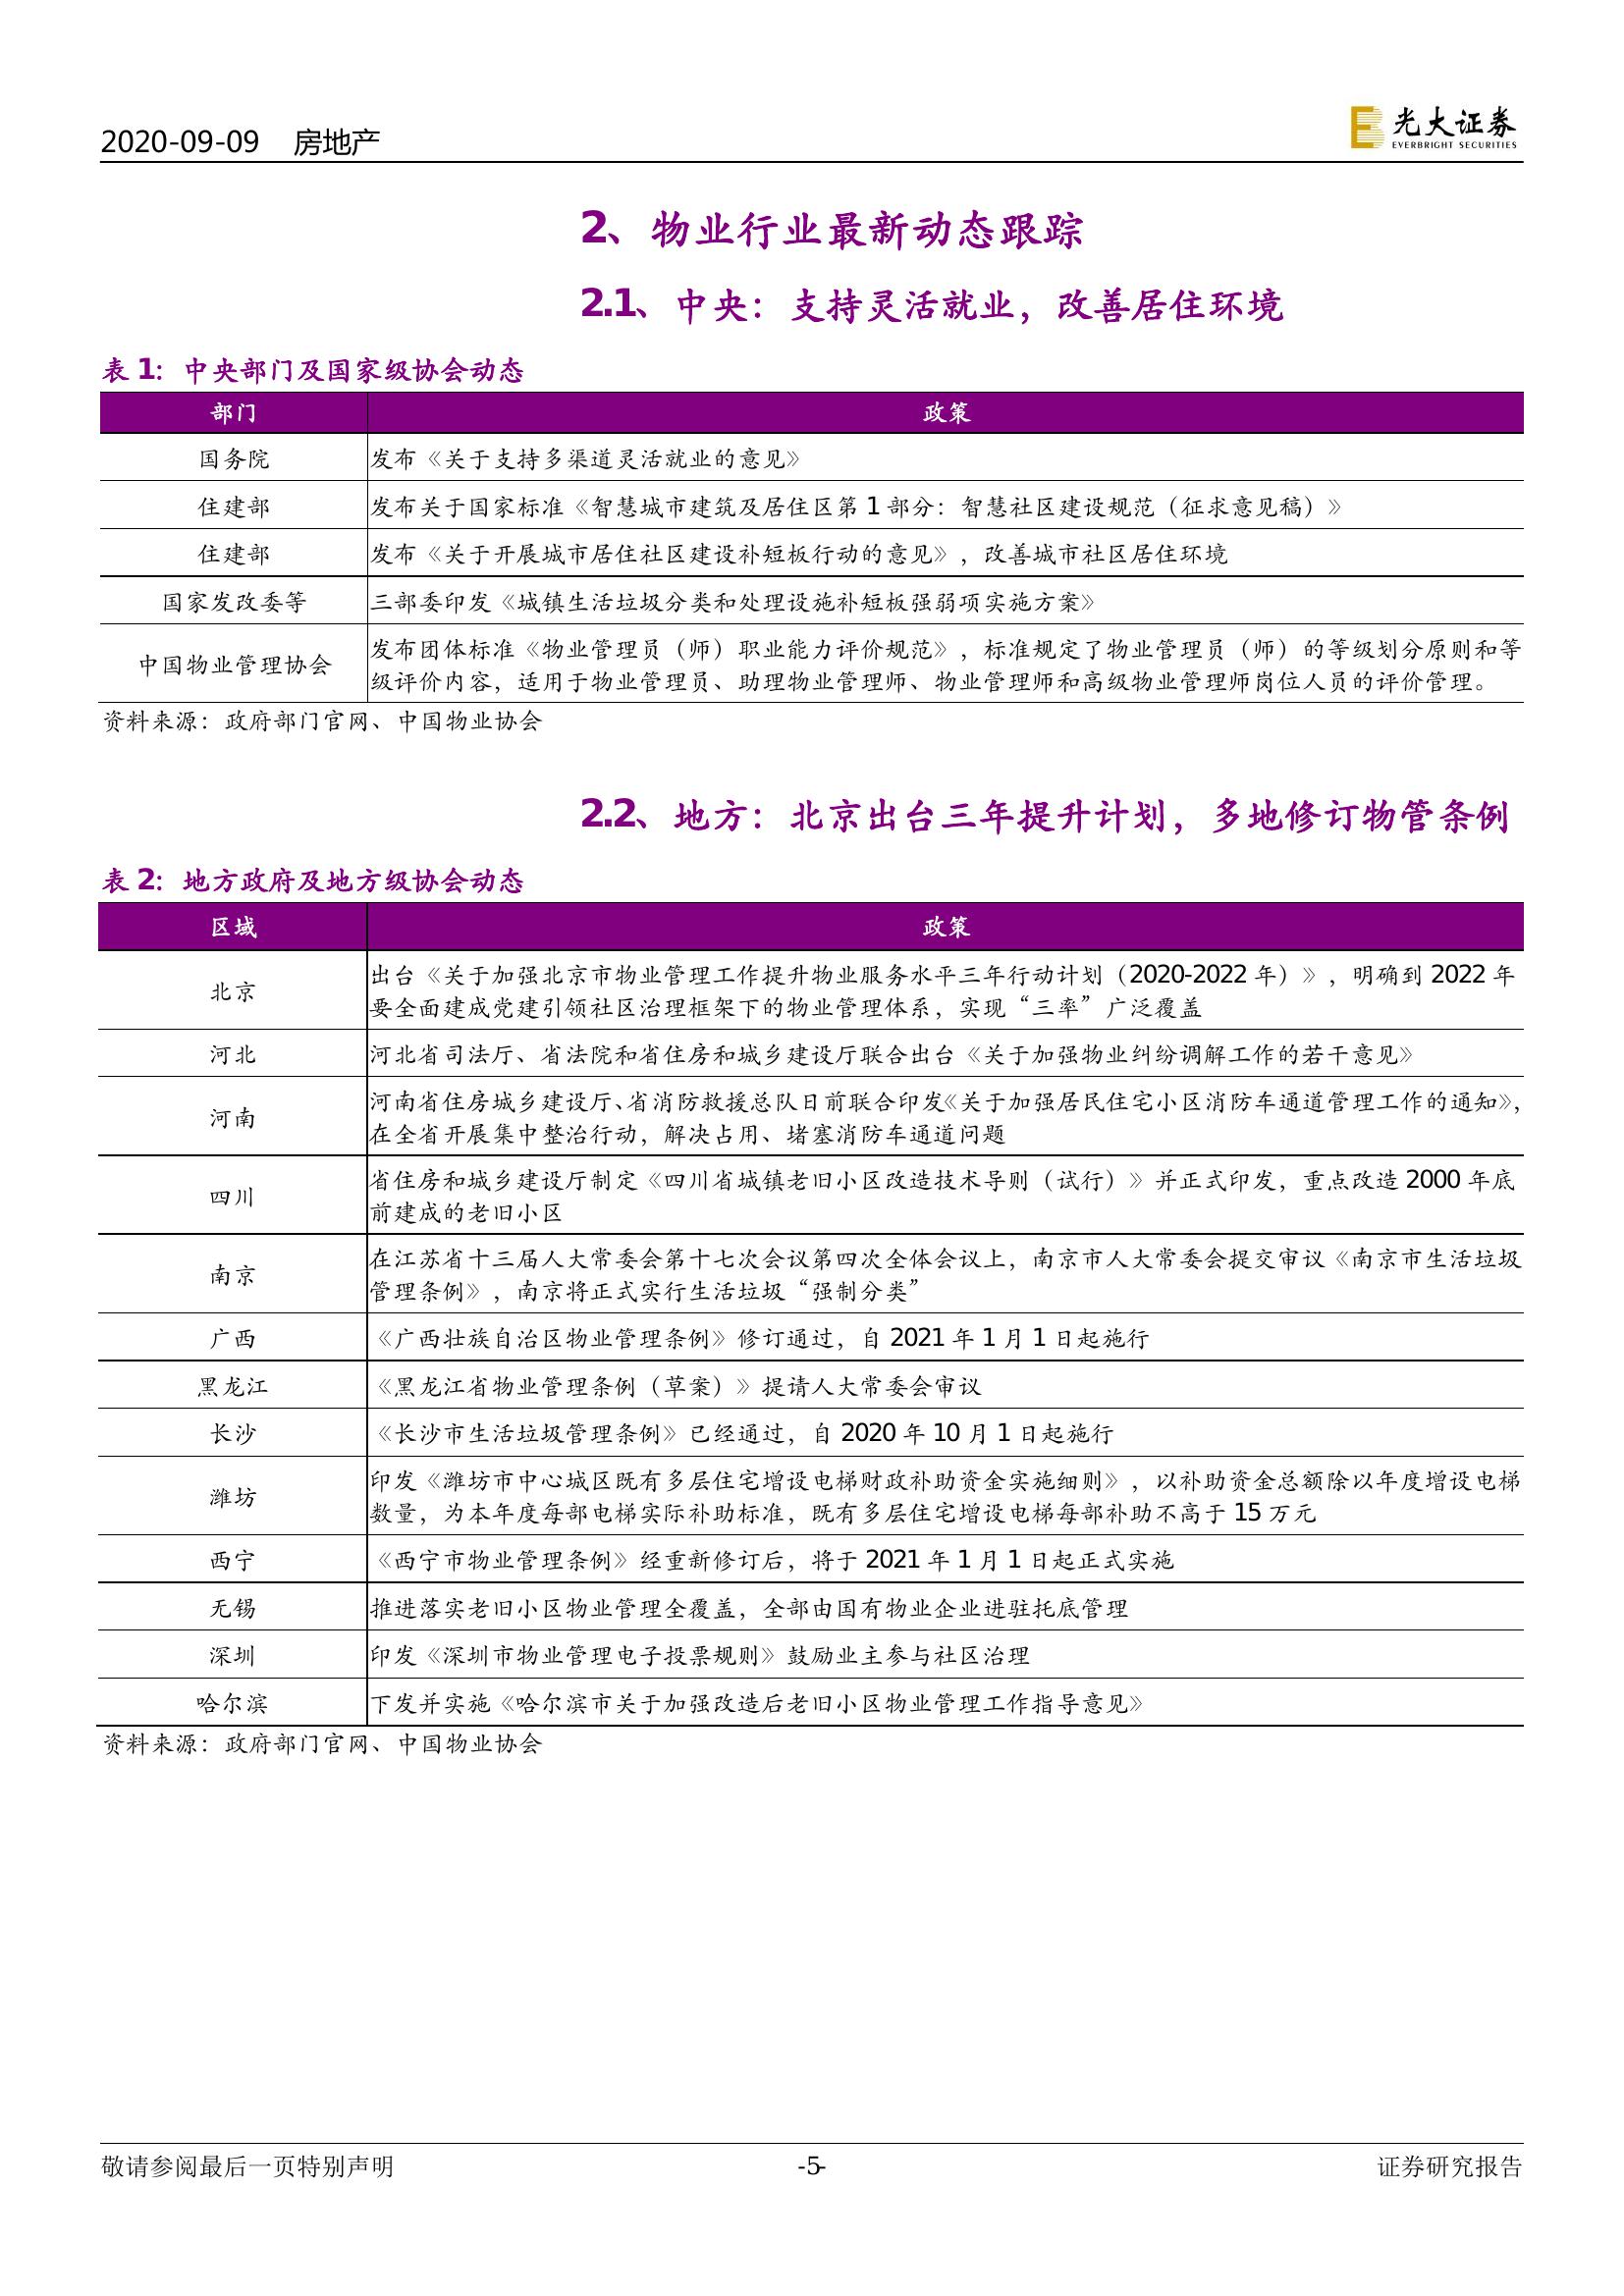 2020-09-09 房地产
光大证券
EVERBRIGHT SECURITIES
2、物业行业最新动态跟踪
2.1、中央：支持灵活就业，改善居住环境
表 1：中央部门及国家级协会动态
部门 政策
国务院 发布《关于支持多渠道灵活就业的意见》
住建部 发布关于国家标准《智慧城市建筑及居住区第 1 部分：智慧社区建设规范（征求意见稿）》
住建部 发布《关于开展城市居住社区建设补短板行动的意见》，改善城市社区居住环境
国家发改委等 三部委印发《城镇生活垃圾分类和处理设施补短板强弱项实施方案》
中国物业管理协会 发布团体标准《物业管理员（师）职业能力评价规范》，标准规定了物业管理员（师）的等级划分原则和等
级评价内容，适用于物业管理员、助理物业管理师、物业管理师和高级物业管理师岗位人员的评价管理。
资料来源：政府部门官网、中国物业协会
2.2、地方：北京出台三年提升计划，多地修订物管条例
表 2：地方政府及地方级协会动态
区域 政策
北京 出台《关于加强北京市物业管理工作提升物业服务水平三年行动计划（2020-2022 年）》，明确到 2022 年
要全面建成党建引领社区治理框架下的物业管理体系，实现“三率”广泛覆盖
河北 河北省司法厅、省法院和省住房和城乡建设厅联合出台《关于加强物业纠纷调解工作的若干意见》
河南 河南省住房城乡建设厅、省消防救援总队日前联合印发《关于加强居民住宅小区消防车通道管理工作的通知》，
在全省开展集中整治行动，解决占用、堵塞消防车通道问题
四川 省住房和城乡建设厅制定《四川省城镇老旧小区改造技术导则（试行）》并正式印发，重点改造 2000 年底
前建成的老旧小区
南京 在江苏省十三届人大常委会第十七次会议第四次全体会议上，南京市人大常委会提交审议《南京市生活垃圾
管理条例》，南京将正式实行生活垃圾“强制分类”
广西 《广西壮族自治区物业管理条例》修订通过，自 2021 年 1 月 1 日起施行
黑龙江 《黑龙江省物业管理条例（草案）》提请人大常委会审议
长沙 《长沙市生活垃圾管理条例》已经通过，自 2020 年 10 月 1 日起施行
潍坊 印发《潍坊市中心城区既有多层住宅增设电梯财政补助资金实施细则》，以补助资金总额除以年度增设电梯
数量，为本年度每部电梯实际补助标准，既有多层住宅增设电梯每部补助不高于 15 万元
西宁 《西宁市物业管理条例》经重新修订后，将于 2021 年 1 月 1 日起正式实施
无锡 推进落实老旧小区物业管理全覆盖，全部由国有物业企业进驻托底管理
深圳 印发《深圳市物业管理电子投票规则》鼓励业主参与社区治理
哈尔滨 下发并实施《哈尔滨市关于加强改造后老旧小区物业管理工作指导意见》
资料来源：政府部门官网、中国物业协会
敬请参阅最后一页特别声明 -5- 证券研究报告